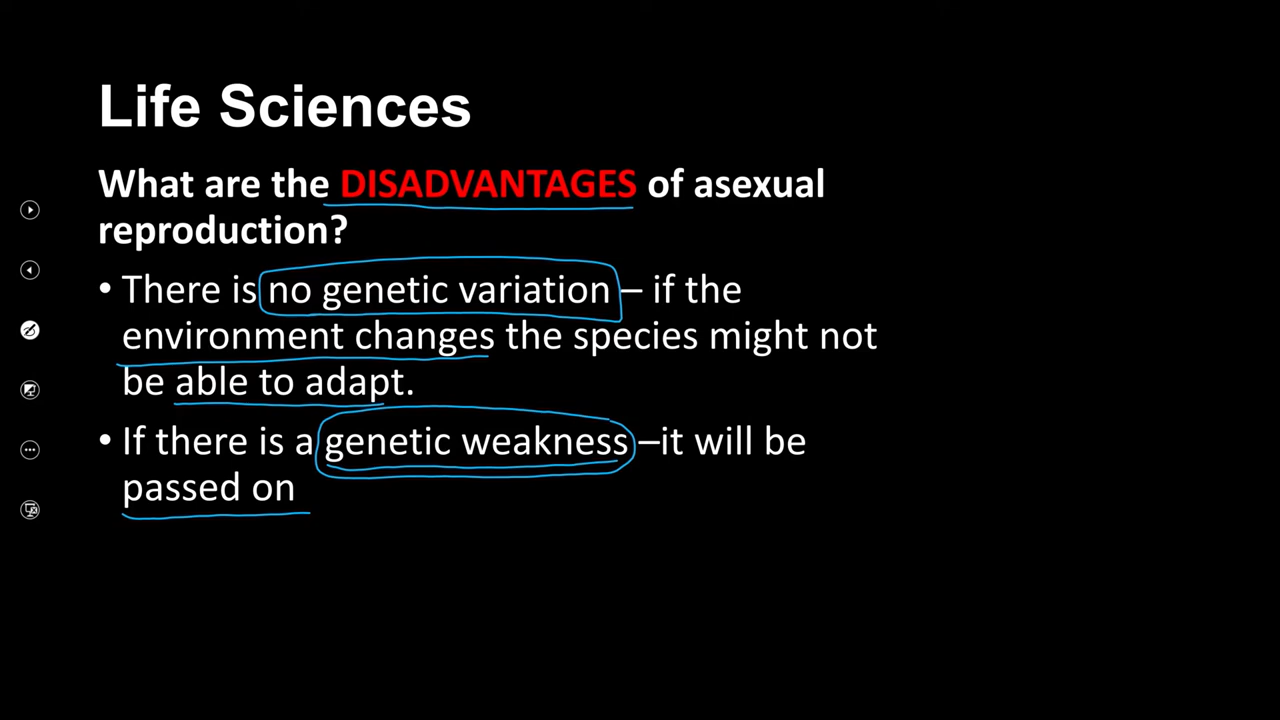 Life Sciences
What are the DISADVANTAGES of asexual
reproduction?
• There is no genetic variation – if the
environment changes the species might not
be able to adapt.
• If there is a genetic weakness –it will be
passed on